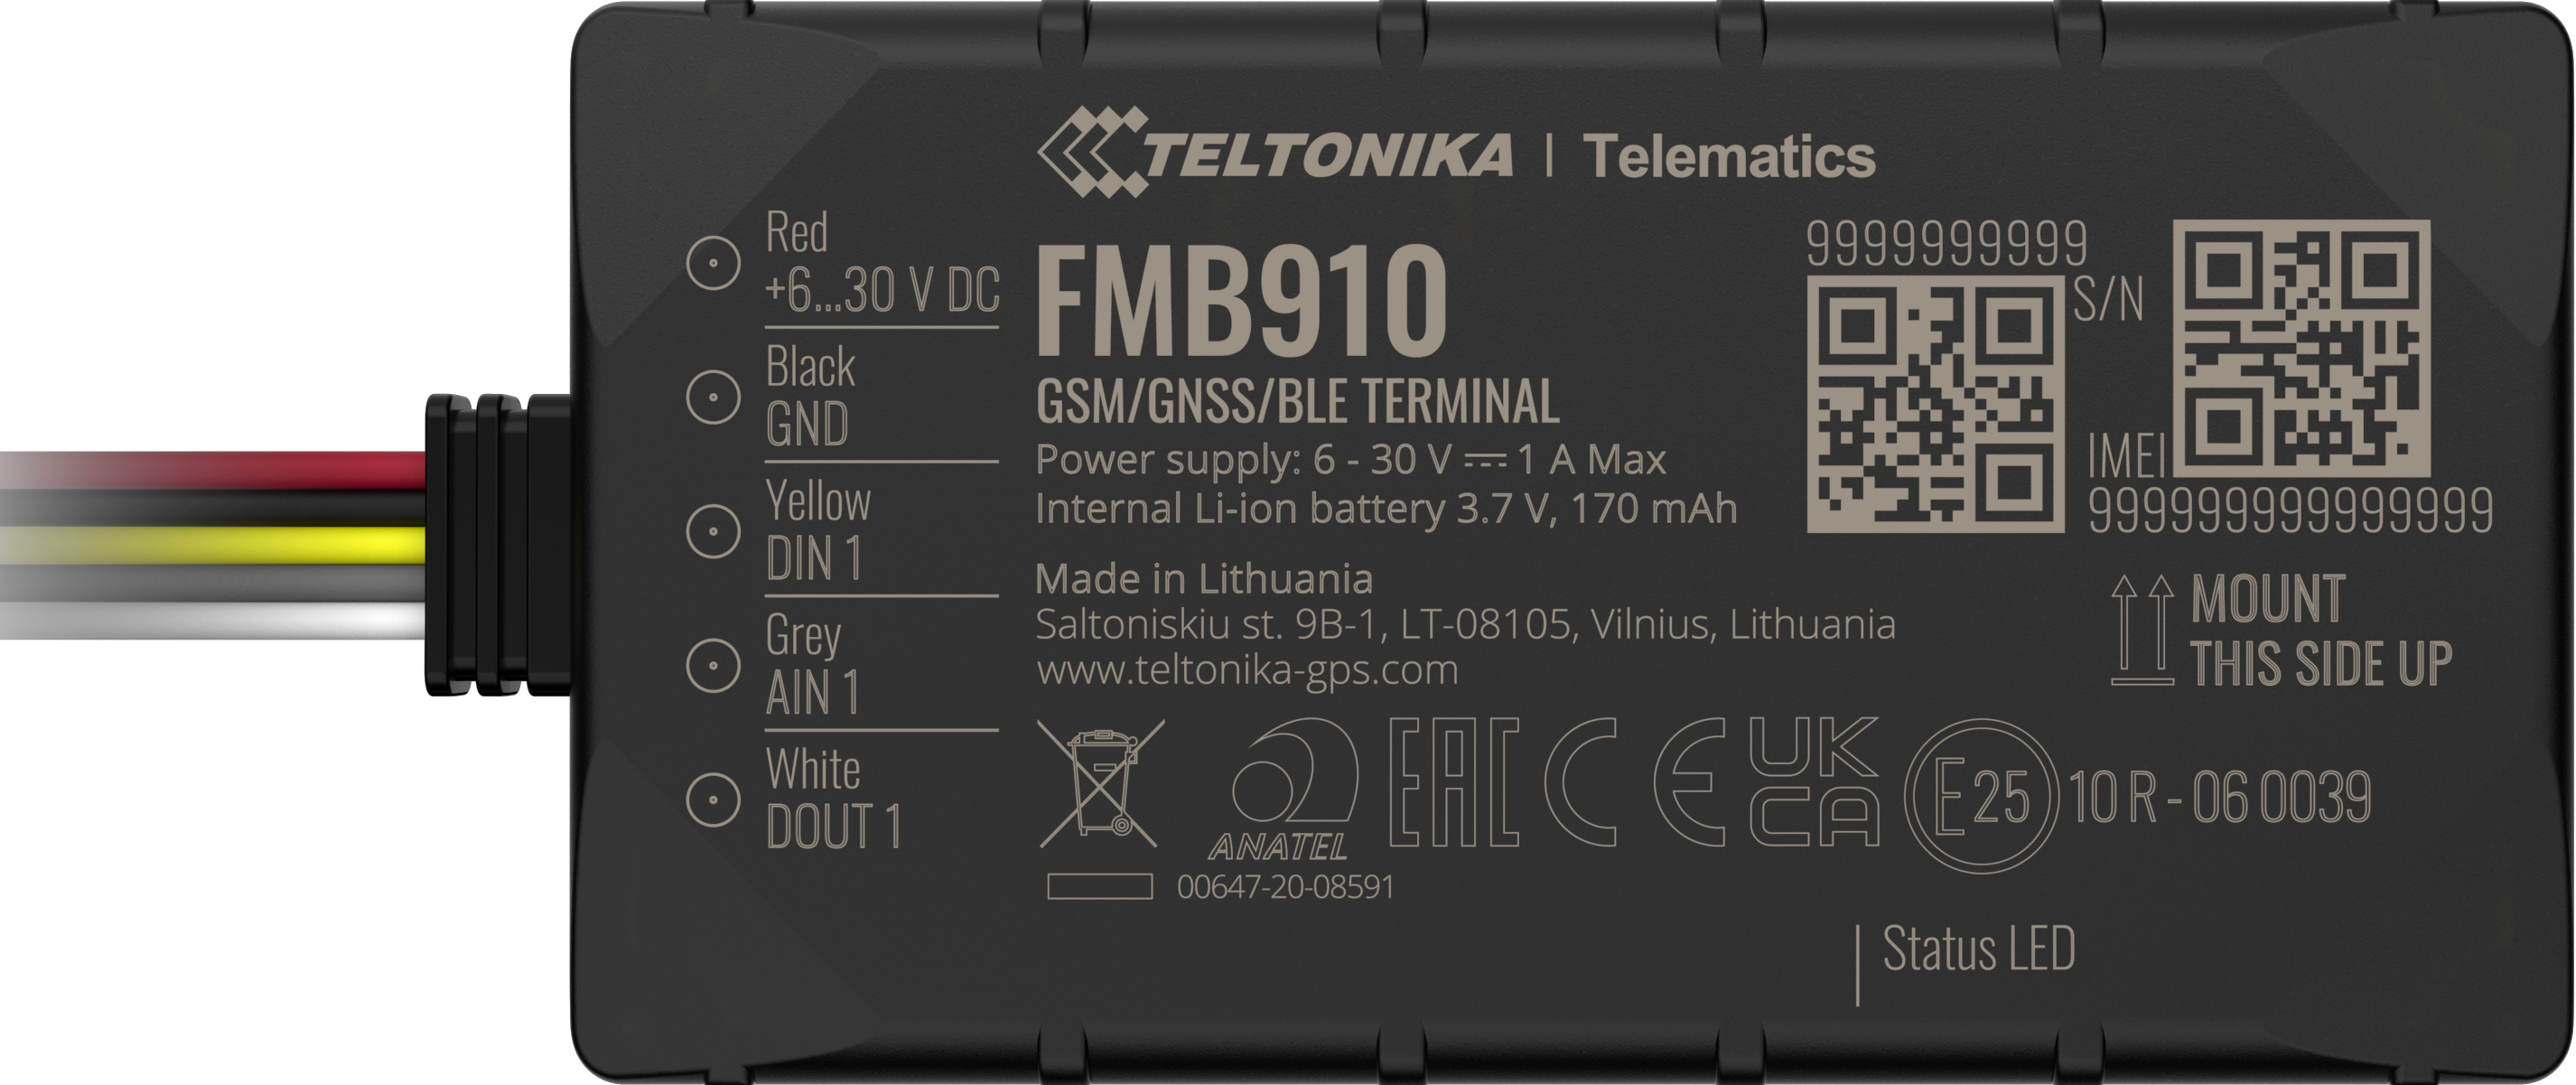 TELTONIKA | Telematics
Red
+6...30 V DC
Black
GND
Yellow
DIN 1
Grey
AIN 1
White
DOUT 1
FMB910
GSM/GNSS/BLE TERMINAL
Power supply: 6 - 30 V ⎓ 1 A Max
Internal Li-ion battery 3.7 V, 170 mAh
Made in Lithuania
Saltoniskiu st. 9B-1, LT-08105, Vilnius, Lithuania
www.teltonika-gps.com
9999999999
S/N
IMEI
999999999999999
MOUNT
THIS SIDE UP
ANATEL
00647-20-08591
EAC
CE
UK
CA
E25 10 R - 06 0039
Status LED